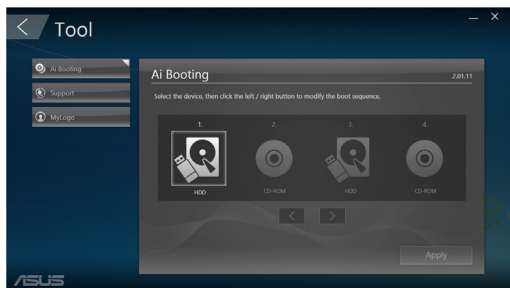 Tool
Ai Booting
Support
MyLogo
Ai Booting
2.01.11
Select the device, then click the left / right button to modify the boot sequence.
1. 2. 3. 4.
HDD CD-ROM HDD CD-ROM
Apply
ASUS